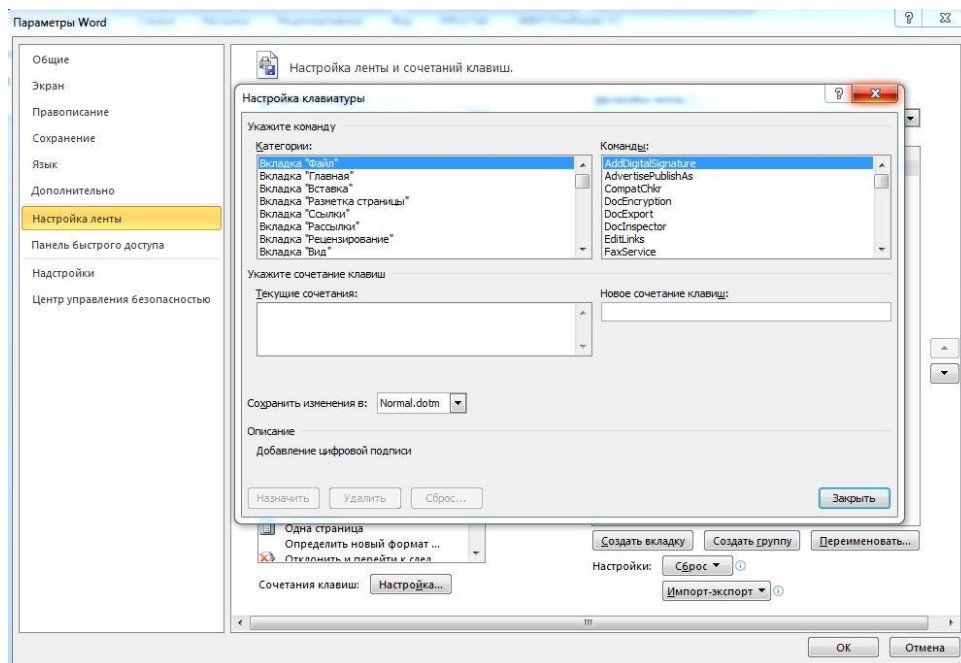 Параметры Word
Общие
Экран
Правописание
Сохранение
Язык
Дополнительно
Настройка ленты
Панель быстрого доступа
Надстройки
Центр управления безопасностью
Настройка ленты и сочетаний клавиш.
Настройка клавиатуры
Укажите команду
Категории:
Вкладка "Файл"
Вкладка "Главная"
Вкладка "Вставка"
Вкладка "Разметка страницы"
Вкладка "Ссылки"
Вкладка "Рассылки"
Вкладка "Рецензирование"
Вкладка "Вид"
Команды:
AddDigitalSignature
AdvertisePublishAs
CompatChkr
DocEncryption
DocExport
DocInspector
EditLinks
FaxService
Укажите сочетание клавиш
Текущие сочетания:
Новое сочетание клавиш:
Сохранить изменения в: Normal.dotm
Описание
Добавление цифровой подписи
Назначить Удалить Сброс... Закрыть
Одна страница
Определить новый формат ...
Отклонить и перейти к след
Сочетания клавиш: Настройка...
Создать вкладку Создать группу Переименовать...
Настройки: Сброс
Импорт-экспорт
ОК Отмена